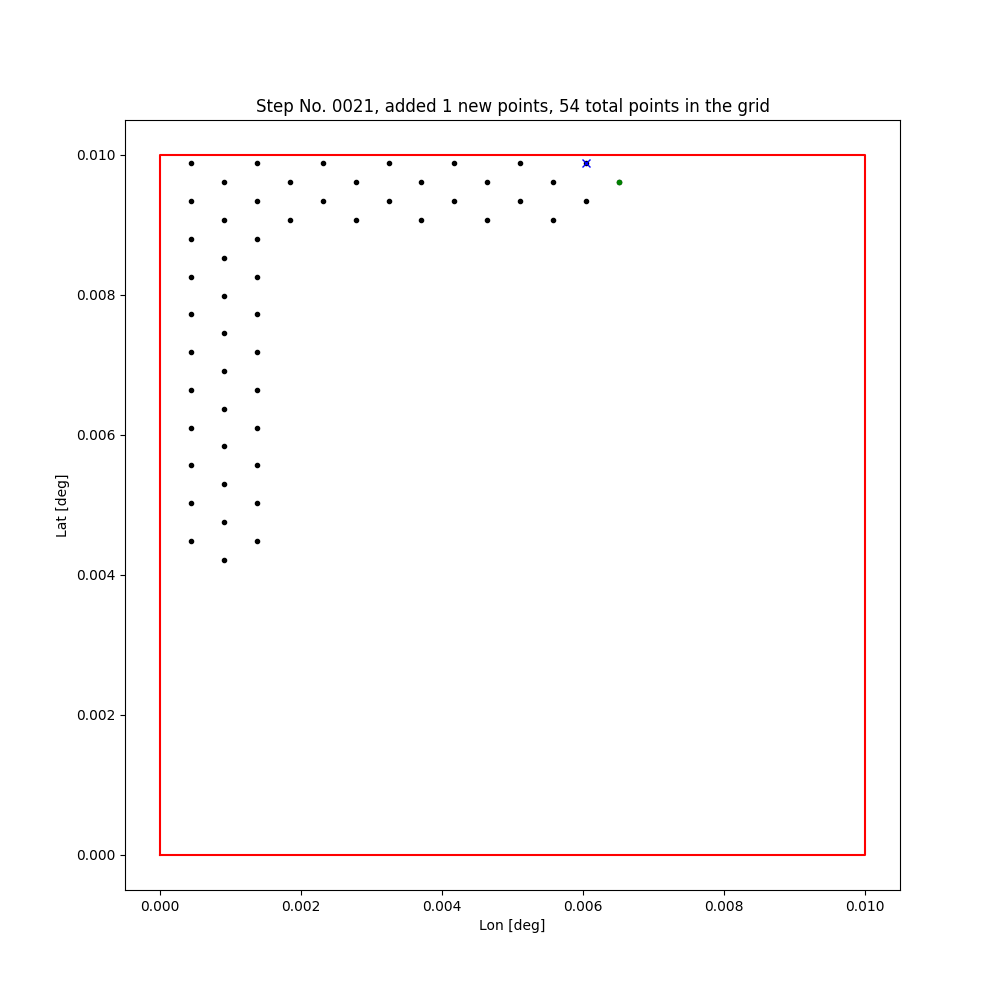 Step No. 0021, added 1 new points, 54 total points in the grid
0.010
0.008
0.006
0.004
0.002
0.000
Lat [deg]
0.000 0.002 0.004 0.006 0.008 0.010
Lon [deg]